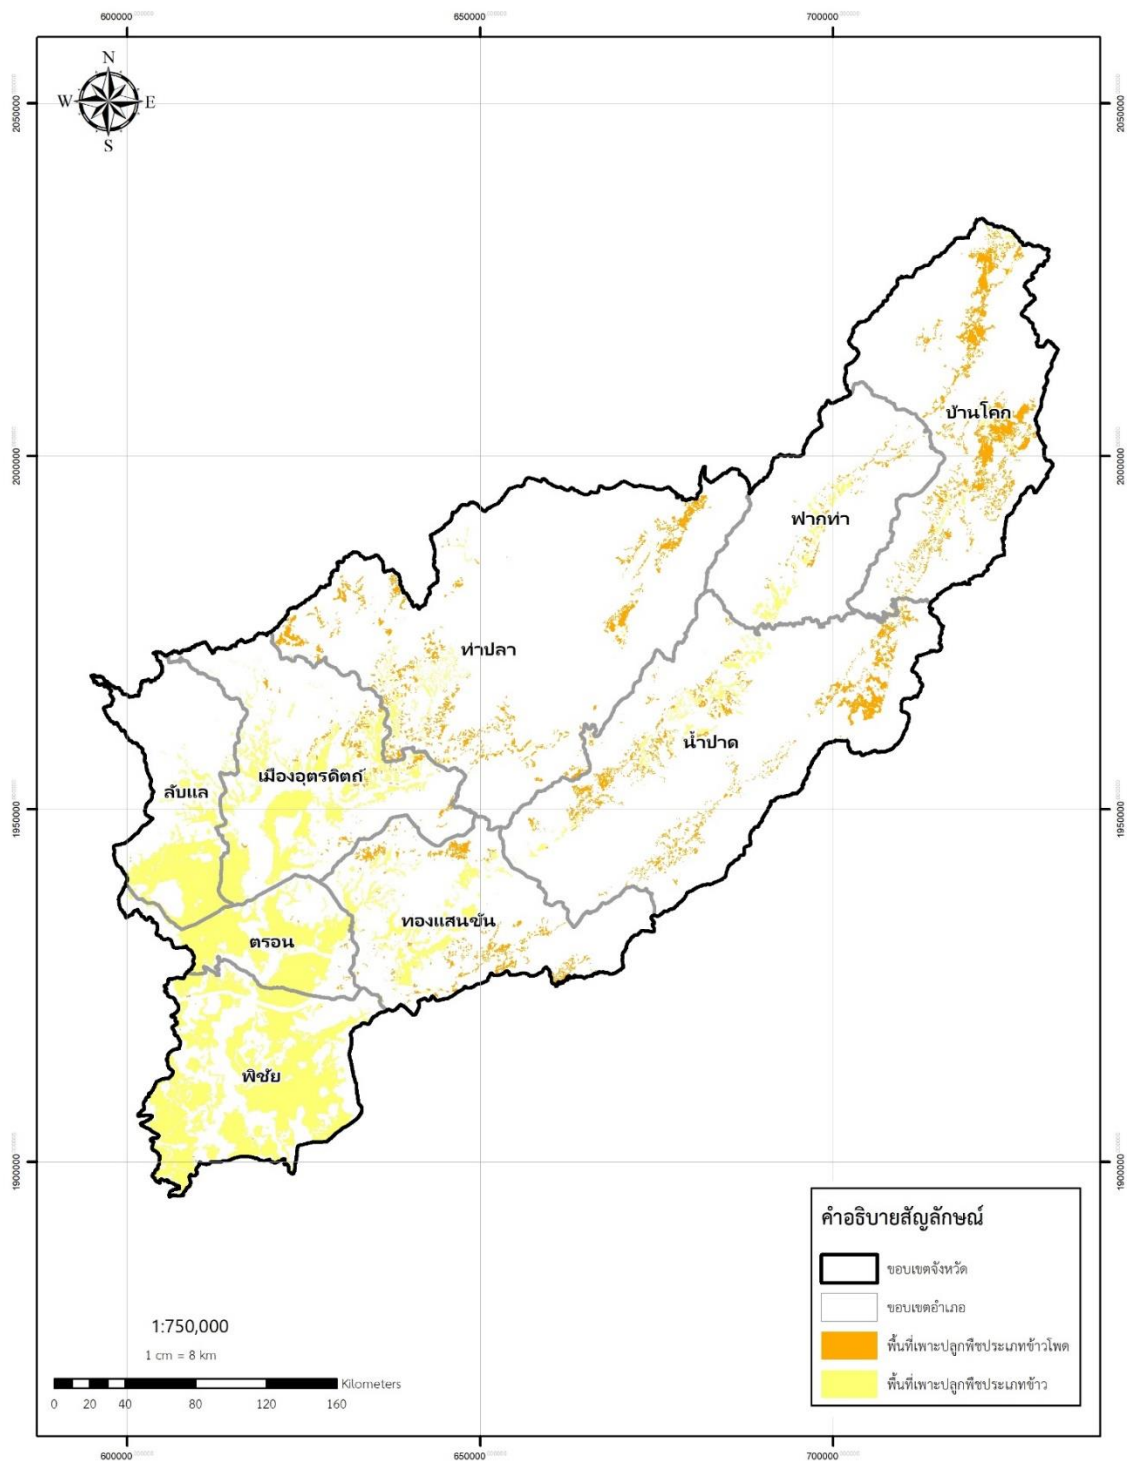 600000
650000
700000
N
W E
S
2050000
2050000
บ้านโคก
2000000
2000000
ฟากท่า
ท่าปลา
น้ำปาด
เมืองอุตรดิตถ์
ลับแล
1950000
1950000
ทองแสนขัน
ตรอน
พิชัย
1900000
1900000
คำอธิบายสัญลักษณ์
ขอบเขตจังหวัด
ขอบเขตอำเภอ
พื้นที่เพาะปลูกพืชประเภทข้าวโพด
พื้นที่เพาะปลูกพืชประเภทข้าว
1:750,000
1 cm = 8 km
Kilometers
0 20 40 80 120 160
600000
650000
700000